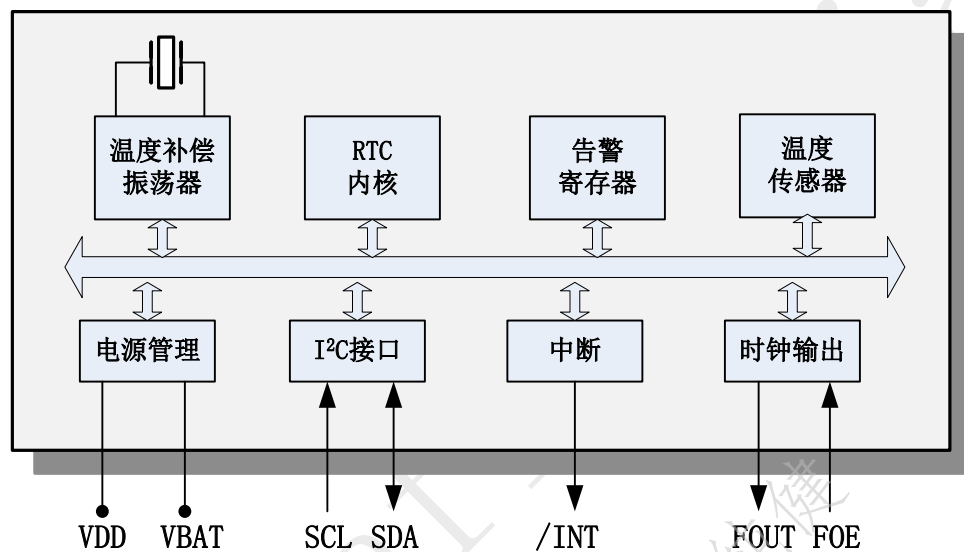 温度补偿
振荡器
RTC
内核
告警
寄存器
温度
传感器
电源管理
I²C接口
中断
时钟输出
VDD VBAT SCL SDA /INT FOUT FOE